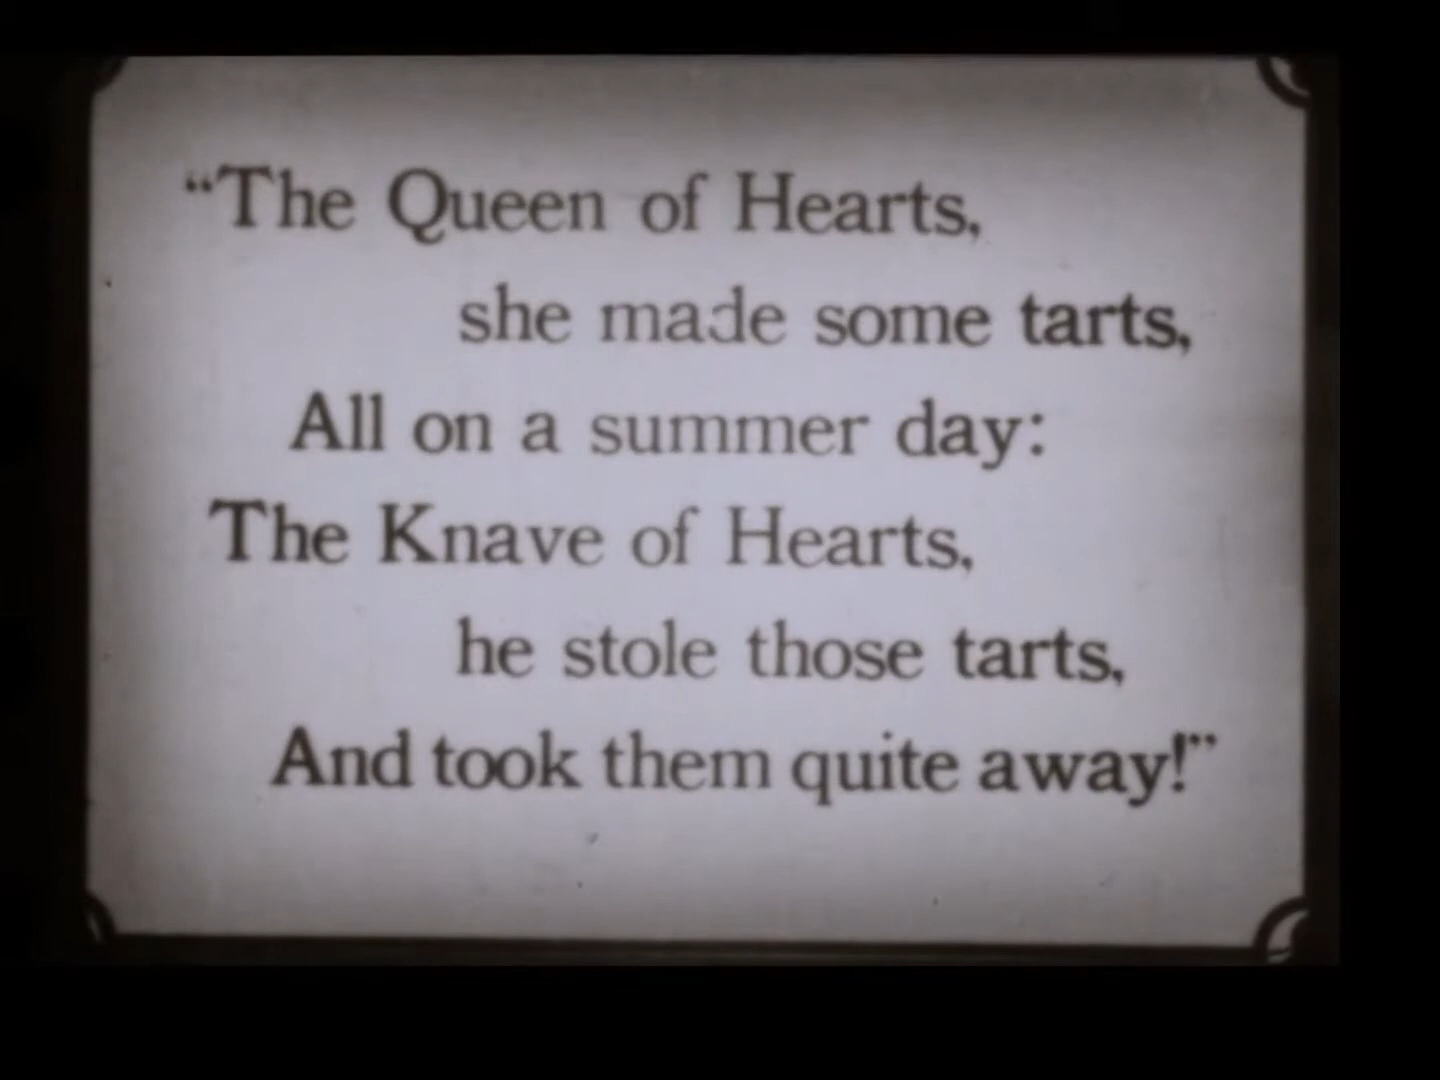 “The Queen of Hearts,
she made some tarts,
All on a summer day:
The Knave of Hearts,
he stole those tarts,
And took them quite away!”